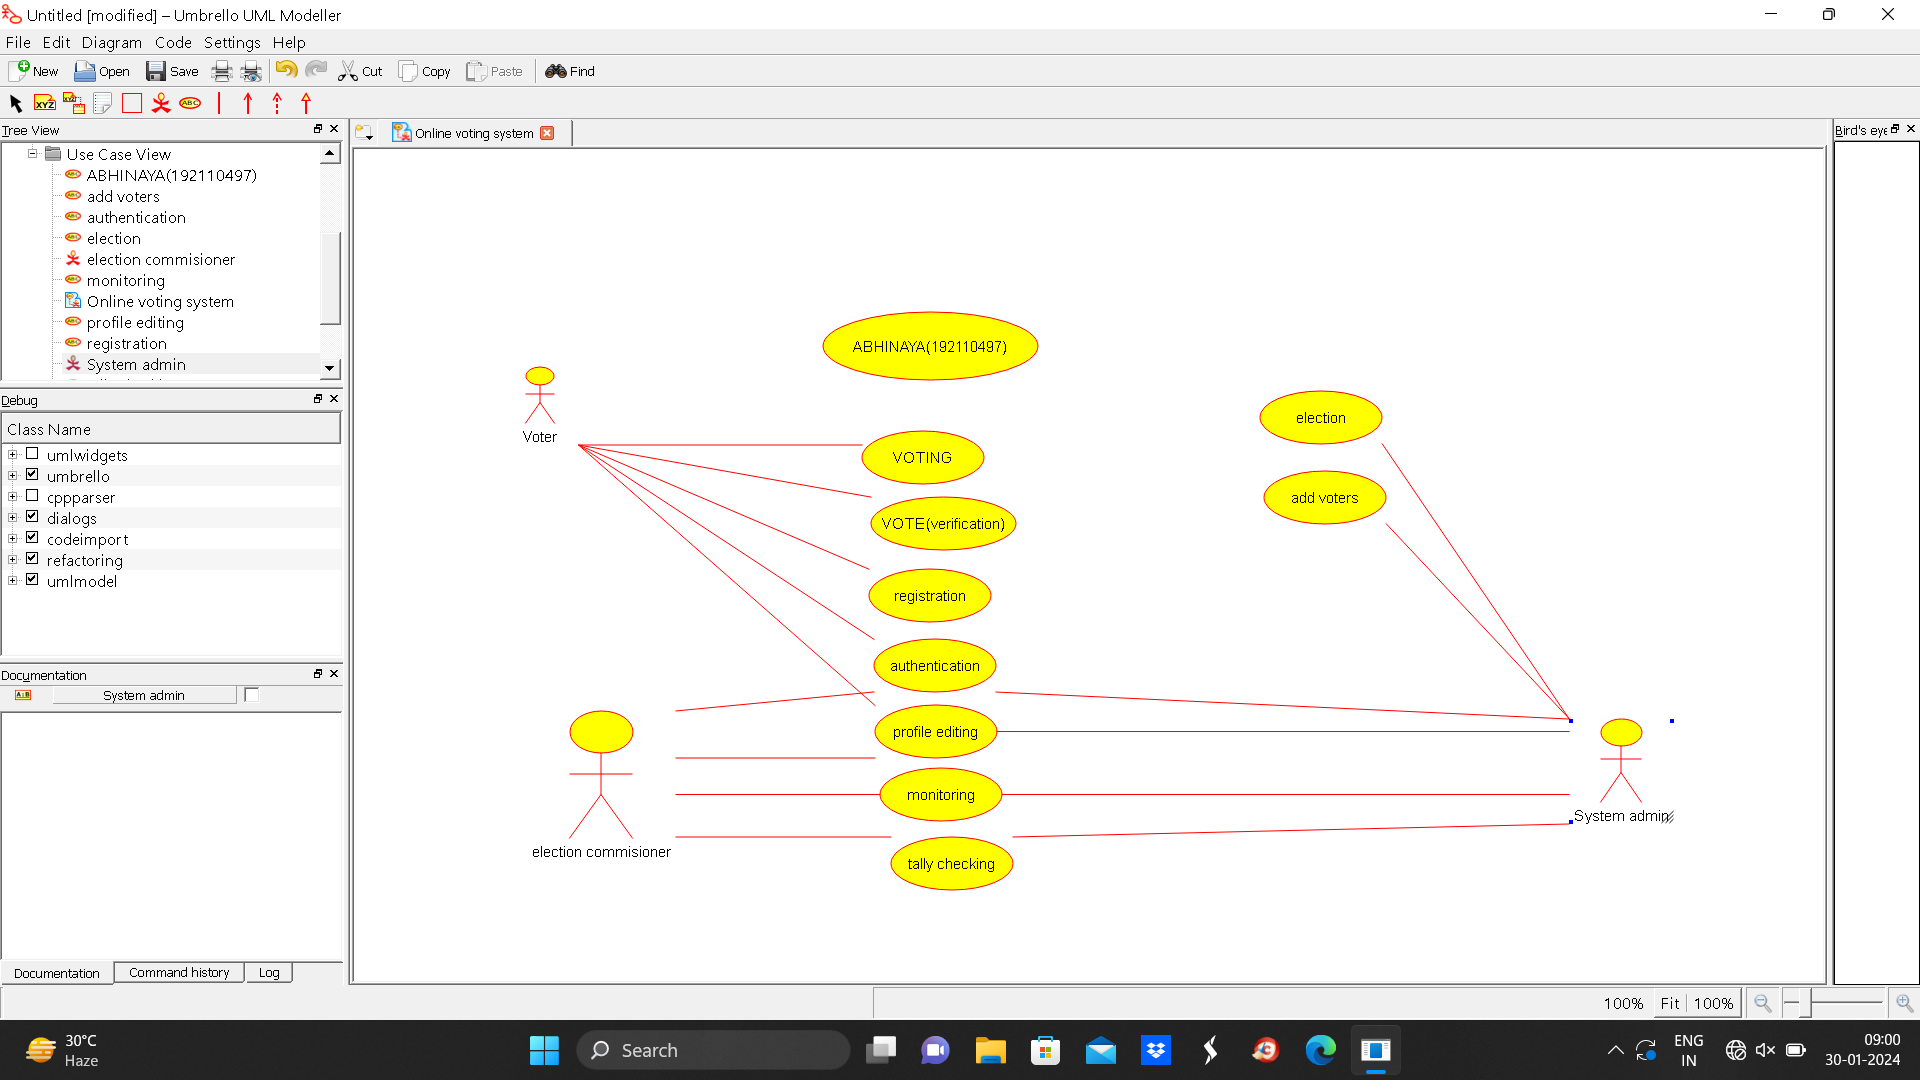 Untitled [modified] – Umbrello UML Modeller
File Edit Diagram Code Settings Help
New Open Save Cut Copy Paste Find
XYZ XYZ ABC
Tree View
Online voting system
Bird's eye
Use Case View
ABHINAYA(192110497)
add voters
authentication
election
election commisioner
monitoring
Online voting system
profile editing
registration
System admin
Debug
Class Name
umlwidgets
umbrello
cppparser
dialogs
codeimport
refactoring
umlmodel
Documentation
System admin
Documentation Command history Log
ABHINAYA(192110497)
Voter
election
VOTING
add voters
VOTE(verification)
registration
authentication
profile editing
monitoring
System admin
election commisioner
tally checking
100% Fit 100%
30°C
Haze
Search
ENG
IN
09:00
30-01-2024